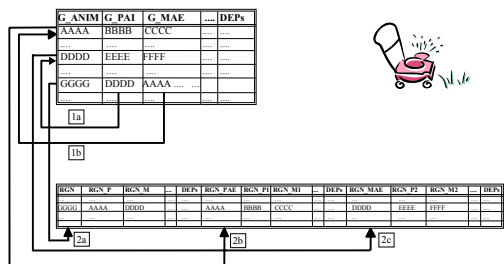 G_ANIM G_PAI G_MAE .... DEPs
AAAA BBBB CCCC .... ....
.... .... .... .... ....
DDDD EEEE FFFF .... ....
.... .... .... .... ....
GGGG DDDD AAAA .... ....
.... .... .... .... ....
1a
1b
RGN RGN_P RGN_M ... DEPs RGN_PAE RGN_P1 RGN_M1 ... DEPs RGN_MAE RGN_P2 RGN_M2 ... DEPs
GGGG AAAA DDDD .... .... AAAA BBBB CCCC .... .... DDDD EEEE FFFF .... ....
2a 2b 2c